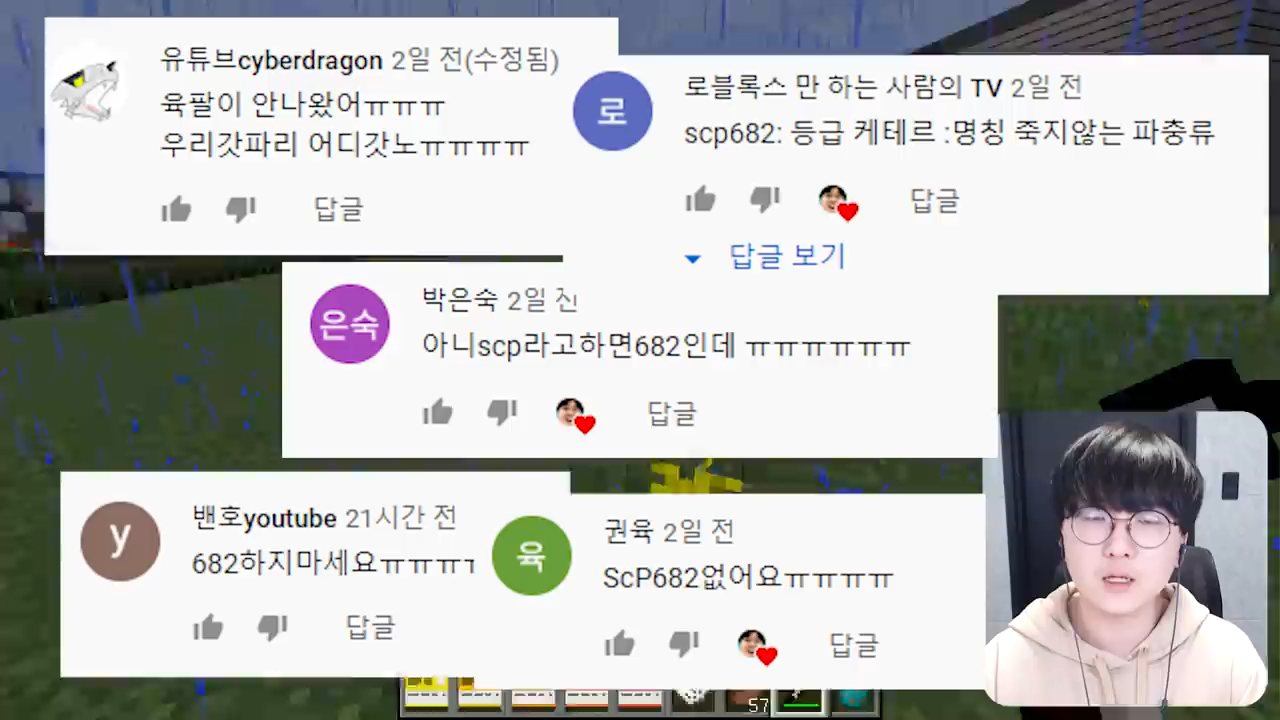 유튜브cyberdragon 2일 전(수정됨)
육팔이 안나왔어ㅠㅠㅠ
우리갓파리 어디갓노ㅠㅠㅠㅠ
답글
로
로블록스 만 하는 사람의 TV 2일 전
scp682: 등급 케테르 :명칭 죽지않는 파충류
답글
답글 보기
은숙
박은숙 2일 전
아니scp라고하면682인데 ㅠㅠㅠㅠㅠㅠ
답글
y
밴호youtube 21시간 전
682하지마세요ㅠㅠㅠㅠ
답글
육
권육 2일 전
ScP682없어요ㅠㅠㅠㅠ
답글
57